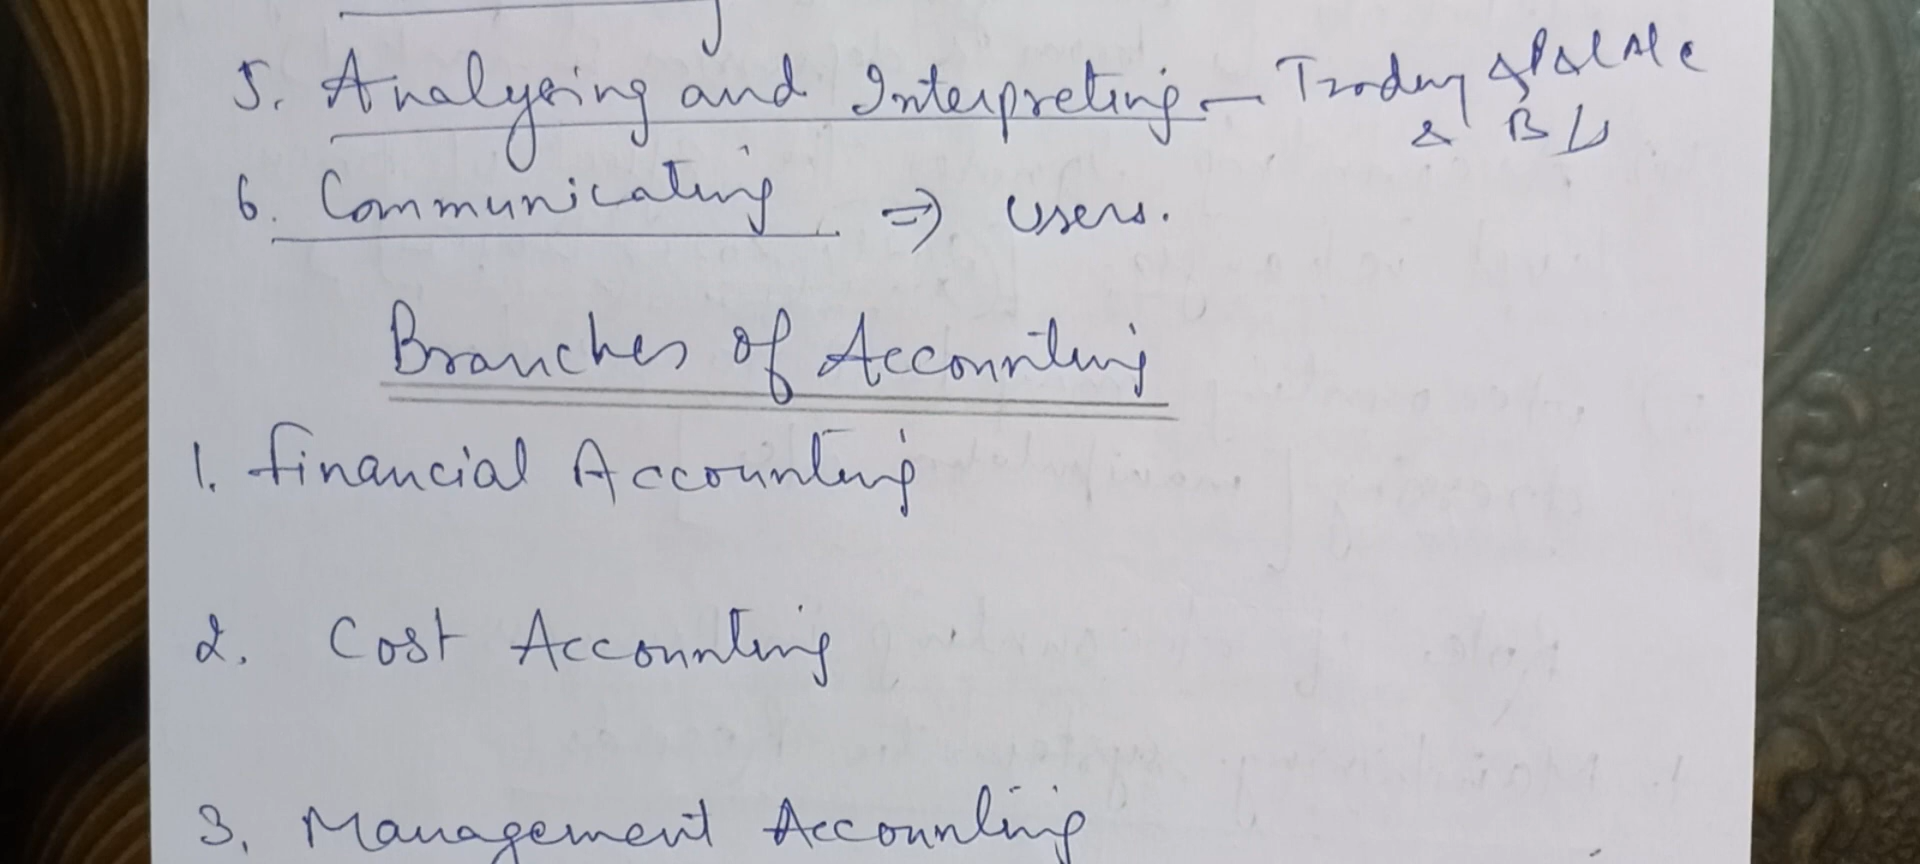 5. Analysing and Interpreting - Trading & P&L A/c
& B/S
6. Communicating ⇒ Users.
Branches of Accounting
1. Financial Accounting
2. Cost Accounting
3. Management Accounting